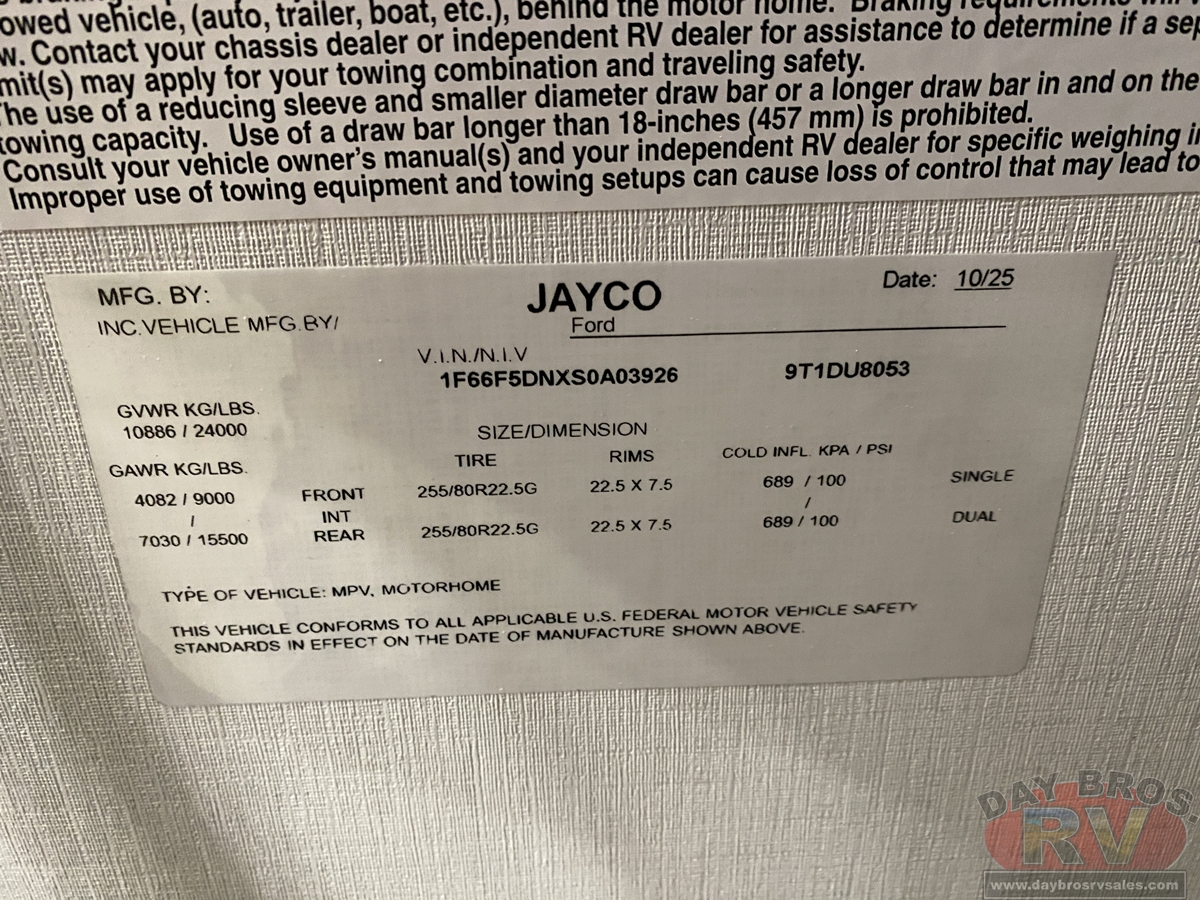 owed vehicle, (auto, trailer, boat, etc.), behind the motor home. Braking requirements will
w. Contact your chassis dealer or independent RV dealer for assistance to determine if a sep
mit(s) may apply for your towing combination and traveling safety.
The use of a reducing sleeve and smaller diameter draw bar or a longer draw bar in and on the
towing capacity. Use of a draw bar longer than 18-inches (457 mm) is prohibited.
Consult your vehicle owner's manual(s) and your independent RV dealer for specific weighing i
Improper use of towing equipment and towing setups can cause loss of control that may lead to
MFG. BY: JAYCO Date: 10/25
INC.VEHICLE MFG.BY/ Ford
V.I.N./N.I.V
1F66F5DNXS0A03926 9T1DU8053
GVWR KG/LBS.
10886 / 24000 SIZE/DIMENSION
GAWR KG/LBS. TIRE RIMS COLD INFL. KPA / PSI
4082 / 9000 FRONT 255/80R22.5G 22.5 X 7.5 689 / 100 SINGLE
/ INT /
7030 / 15500 REAR 255/80R22.5G 22.5 X 7.5 689 / 100 DUAL
TYPE OF VEHICLE: MPV, MOTORHOME
THIS VEHICLE CONFORMS TO ALL APPLICABLE U.S. FEDERAL MOTOR VEHICLE SAFETY
STANDARDS IN EFFECT ON THE DATE OF MANUFACTURE SHOWN ABOVE.
DAY BROS.
RV
www.daybrosrvsales.com